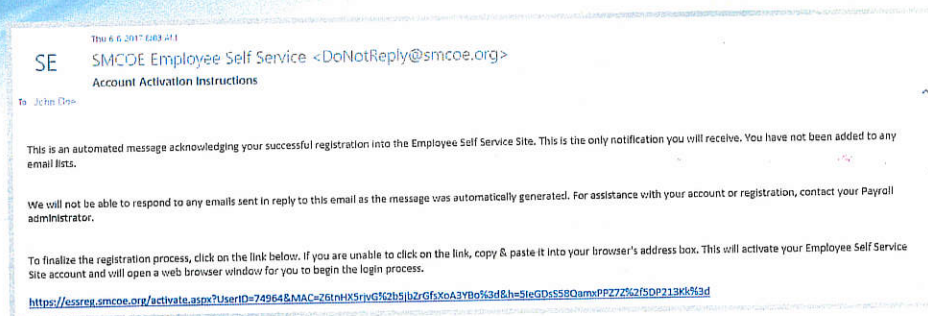 Thu 6
SE
SMCOE Employee Self Service <DoNotReply@smcoe.org>
Account Activation Instructions
To John Doe
This is an automated message acknowledging your successful registration into the Employee Self Service Site. This is the only notification you will receive. You have not been added to any
email lists.
We will not be able to respond to any emails sent in reply to this email as the message was automatically generated. For assistance with your account or registration, contact your Payroll
administrator.
To finalize the registration process, click on the link below. If you are unable to click on the link, copy & paste it into your browser's address box. This will activate your Employee Self Service
Site account and will open a web browser window for you to begin the login process.